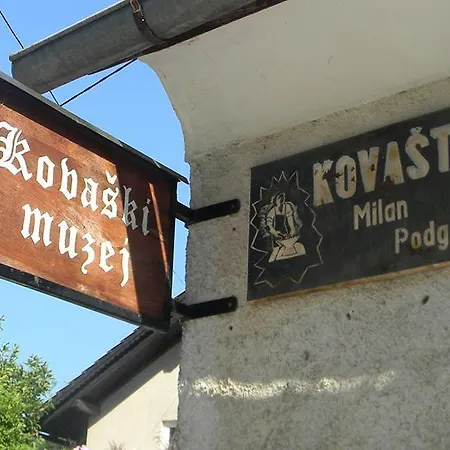 Kovaški
muzej
KOVAŠT
Milan
Podg